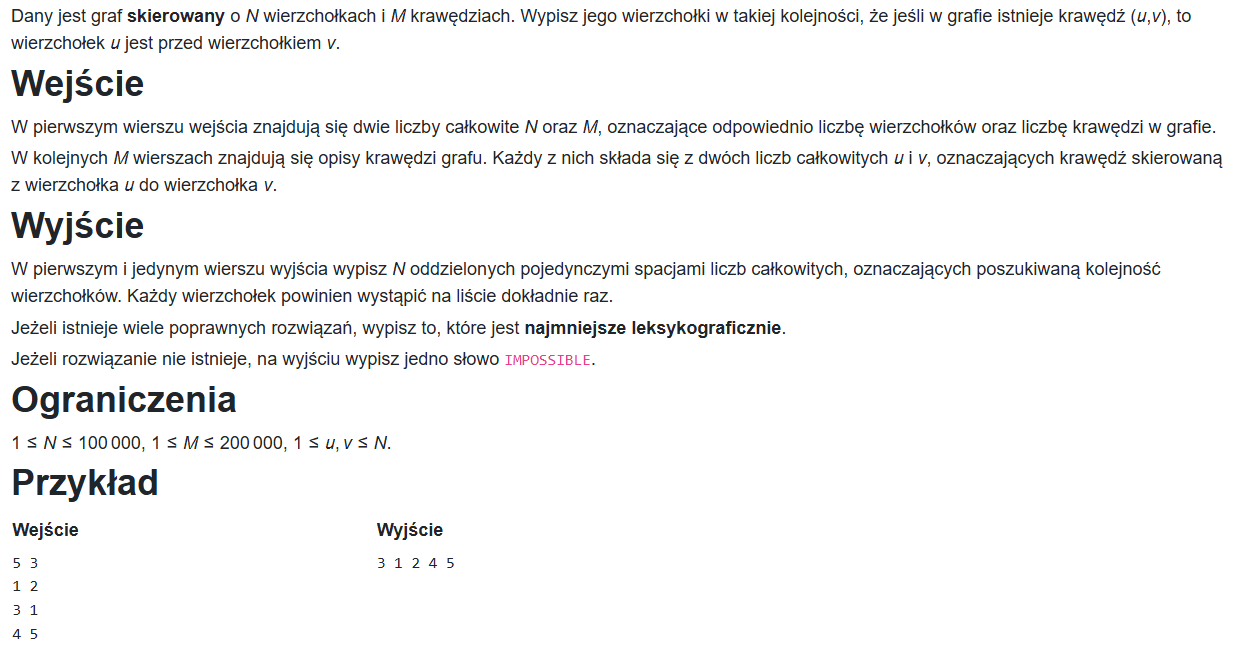 Dany jest graf skierowany o N wierzchołkach i M krawędziach. Wypisz jego wierzchołki w takiej kolejności, że jeśli w grafie istnieje krawędź (u,v), to
wierzchołek u jest przed wierzchołkiem v.
Wejście
W pierwszym wierszu wejścia znajdują się dwie liczby całkowite N oraz M, oznaczające odpowiednio liczbę wierzchołków oraz liczbę krawędzi w grafie.
W kolejnych M wierszach znajdują się opisy krawędzi grafu. Każdy z nich składa się z dwóch liczb całkowitych u i v, oznaczających krawędź skierowaną
z wierzchołka u do wierzchołka v.
Wyjście
W pierwszym i jedynym wierszu wyjścia wypisz N oddzielonych pojedynczymi spacjami liczb całkowitych, oznaczających poszukiwaną kolejność
wierzchołków. Każdy wierzchołek powinien wystąpić na liście dokładnie raz.
Jeżeli istnieje wiele poprawnych rozwiązań, wypisz to, które jest najmniejsze leksykograficznie.
Jeżeli rozwiązanie nie istnieje, na wyjściu wypisz jedno słowo IMPOSSIBLE.
Ograniczenia
1 ≤ N ≤ 100 000, 1 ≤ M ≤ 200 000, 1 ≤ u, v ≤ N.
Przykład
Wejście Wyjście
5 3 3 1 2 4 5
1 2
3 1
4 5